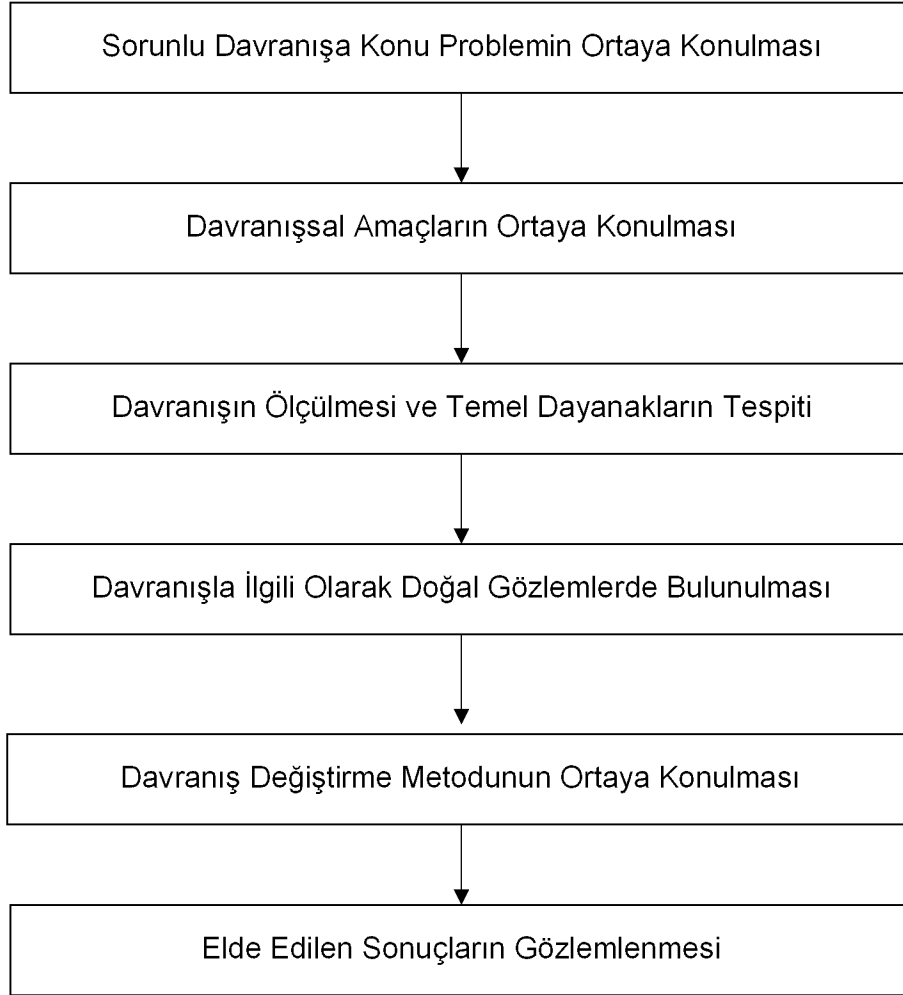 Sorunlu Davranışa Konu Problemin Ortaya Konulması
Davranışsal Amaçların Ortaya Konulması
Davranışın Ölçülmesi ve Temel Dayanakların Tespiti
Davranışla İlgili Olarak Doğal Gözlemlerde Bulunulması
Davranış Değiştirme Metodunun Ortaya Konulması
Elde Edilen Sonuçların Gözlemlenmesi